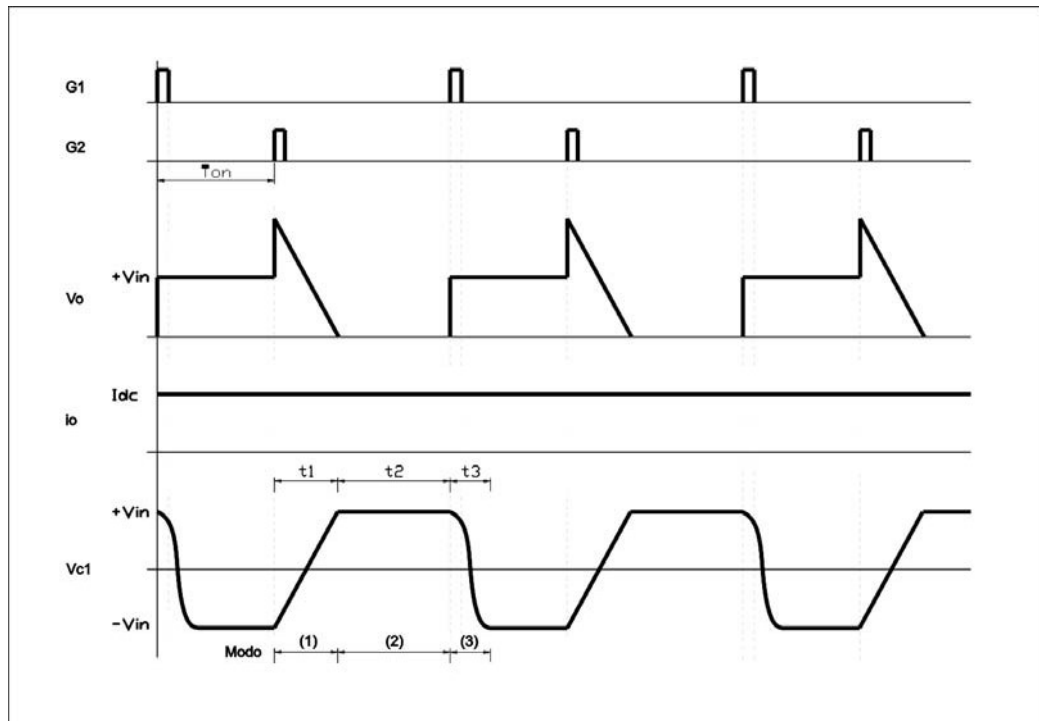 G1
G2
Ton
+Vin
Vo
Idc
io
t1 t2 t3
+Vin
Vc1
-Vin
Modo (1) (2) (3)